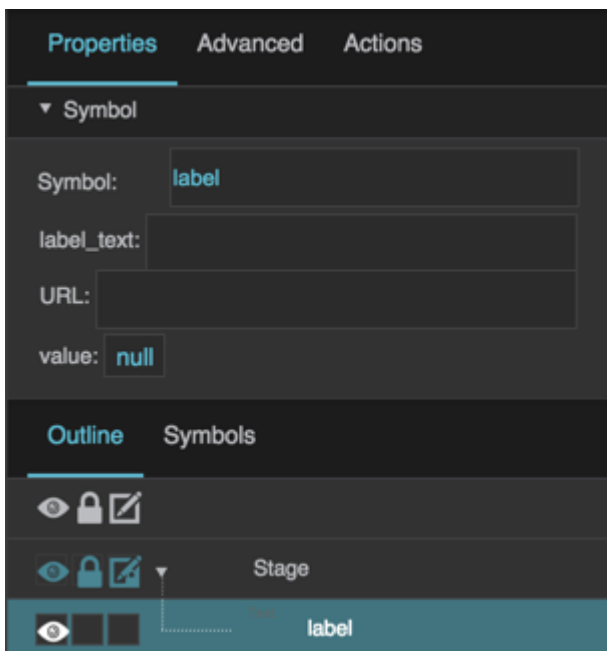 Properties Advanced Actions
Symbol
Symbol: label
label_text:
URL:
value: null
Outline Symbols
Stage
label